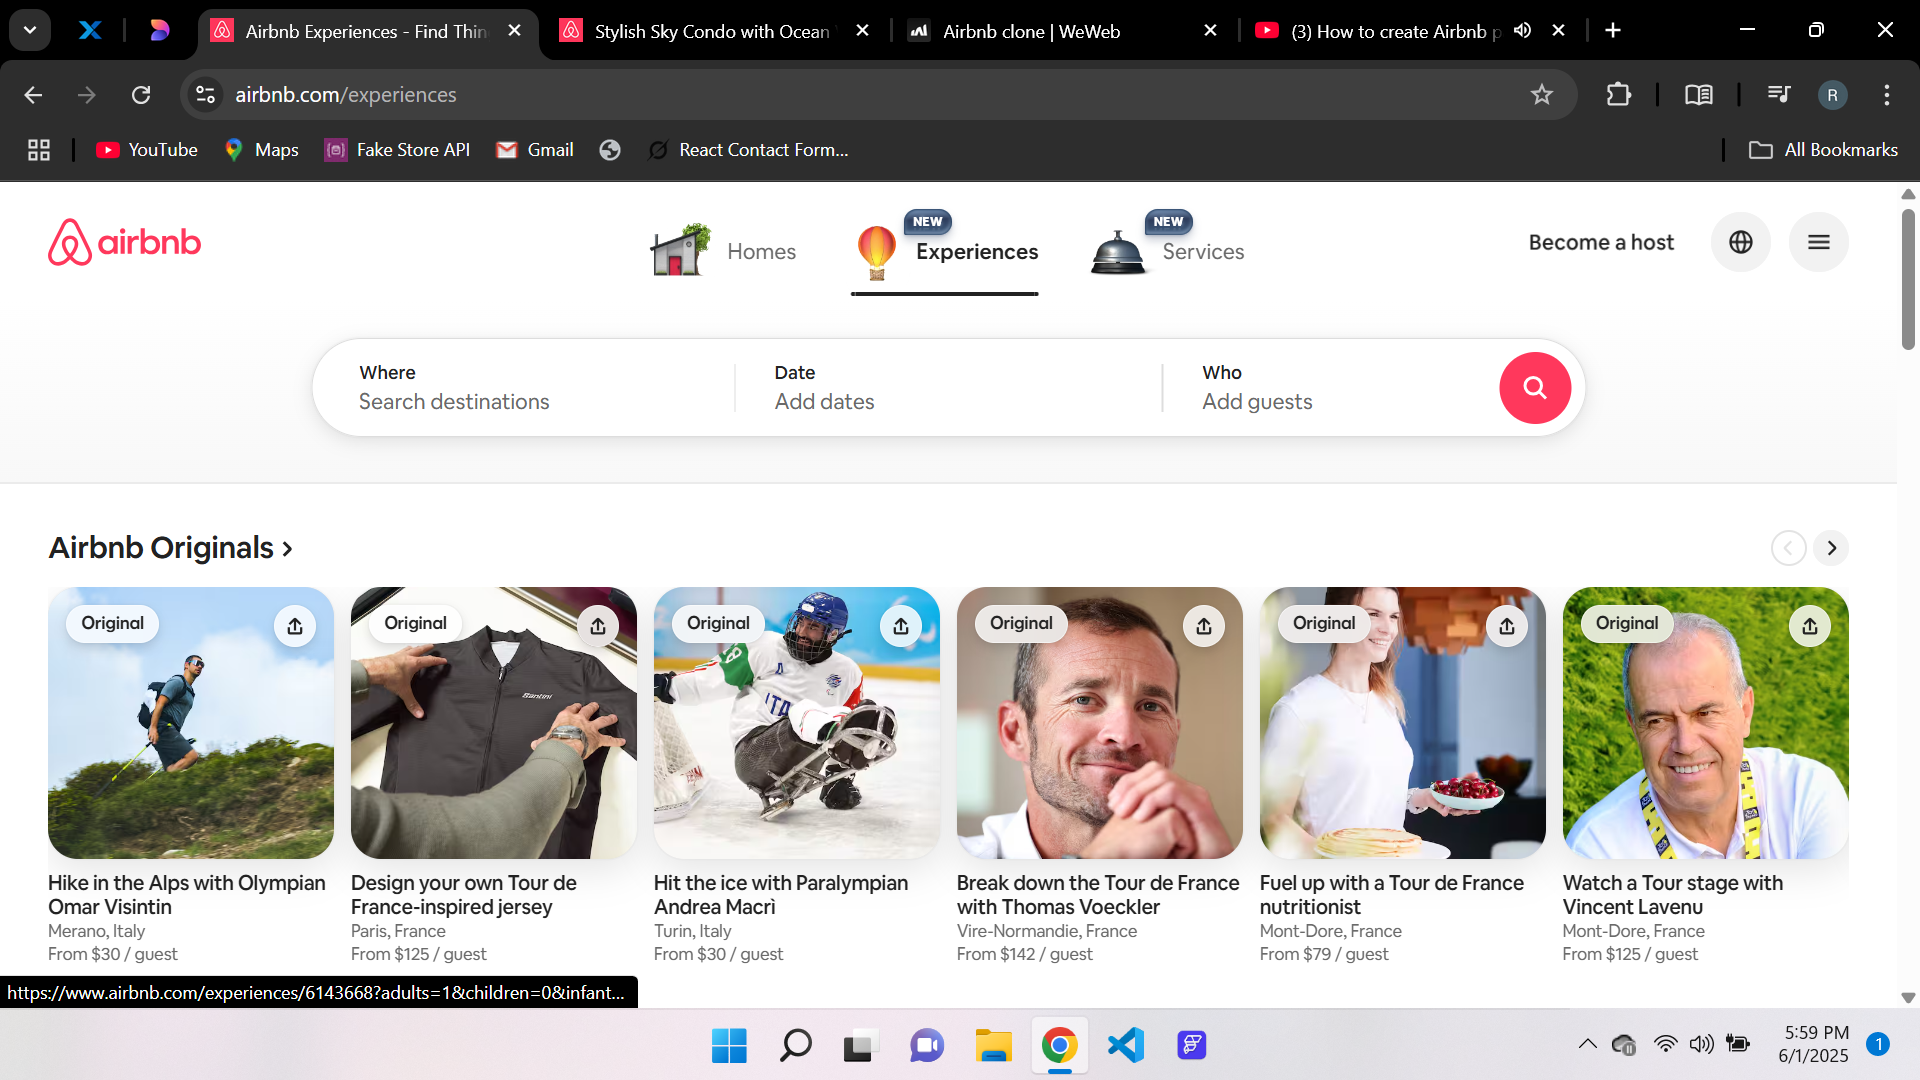 Airbnb Experiences - Find Thin
Stylish Sky Condo with Ocean
Airbnb clone | WeWeb
(3) How to create Airbnb p
airbnb.com/experiences
R
YouTube
Maps
Fake Store API
Gmail
React Contact Form...
All Bookmarks
airbnb
Homes
NEW
Experiences
NEW
Services
Become a host
Where
Search destinations
Date
Add dates
Who
Add guests
Airbnb Originals
Original
Original
Original
Original
Original
Original
Santini
ITA
Hike in the Alps with Olympian
Omar Visintin
Merano, Italy
From $30 / guest
Design your own Tour de
France-inspired jersey
Paris, France
From $125 / guest
Hit the ice with Paralympian
Andrea Macrì
Turin, Italy
From $30 / guest
Break down the Tour de France
with Thomas Voeckler
Vire-Normandie, France
From $142 / guest
Fuel up with a Tour de France
nutritionist
Mont-Dore, France
From $79 / guest
Watch a Tour stage with
Vincent Lavenu
Mont-Dore, France
From $125 / guest
https://www.airbnb.com/experiences/6143668?adults=1&children=0&infant...
5:59 PM
6/1/2025
1